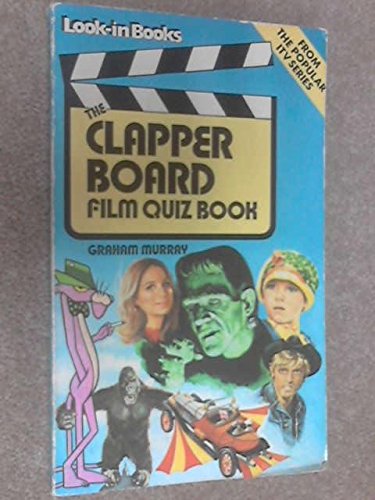 Look-in Books
FROM
THE POPULAR
ITV SERIES
THE
CLAPPER
BOARD
FILM QUIZ BOOK
GRAHAM MURRAY